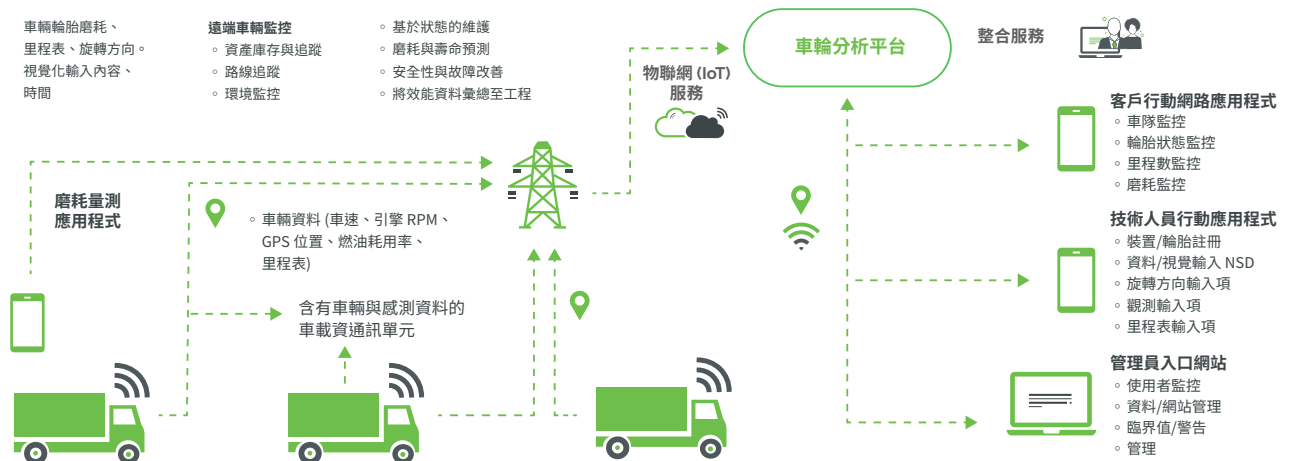 車輛輪胎磨耗、
里程表、旋轉方向。
視覺化輸入內容、
時間
遠端車輛監控
◦ 資產庫存與追蹤
◦ 路線追蹤
◦ 環境監控
◦ 基於狀態的維護
◦ 磨耗與壽命預測
◦ 安全性與故障改善
◦ 將效能資料彙總至工程
物聯網 (IoT)
服務
車輪分析平台
整合服務
磨耗量測
應用程式
◦ 車輛資料 (車速、引擎 RPM、
GPS 位置、燃油耗用率、
里程表)
含有車輛與感測資料的
車載資通訊單元
客戶行動網路應用程式
◦ 車隊監控
◦ 輪胎狀態監控
◦ 里程數監控
◦ 磨耗監控
技術人員行動應用程式
◦ 裝置/輪胎註冊
◦ 資料/視覺輸入 NSD
◦ 旋轉方向輸入項
◦ 觀測輸入項
◦ 里程表輸入項
管理員入口網站
◦ 使用者監控
◦ 資料/網站管理
◦ 臨界值/警告
◦ 管理